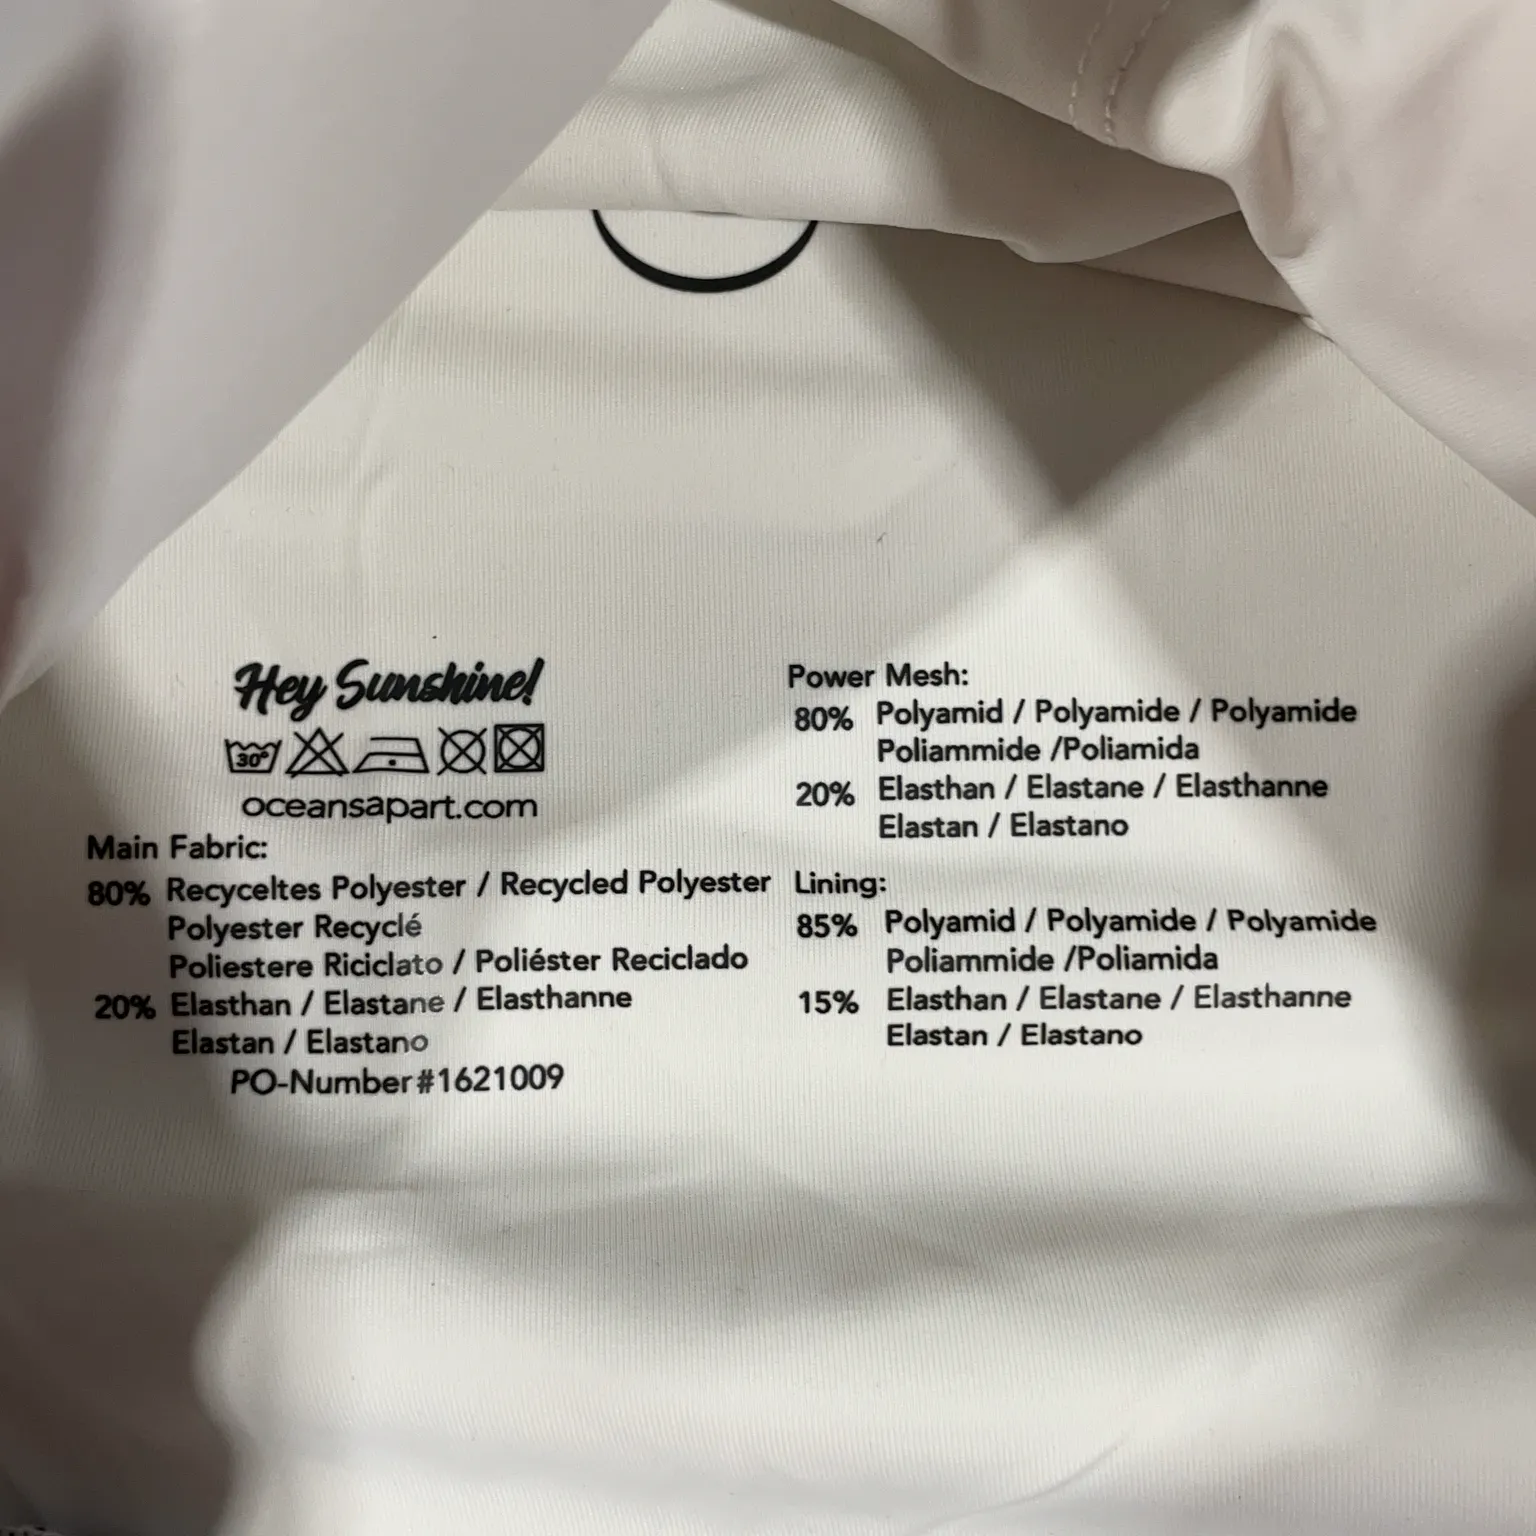 Hey Sunshine!
30°
oceansapart.com
Main Fabric:
80% Recyceltes Polyester / Recycled Polyester
Polyester Recyclé
Poliestere Riciclato / Poliéster Reciclado
20% Elasthan / Elastane / Elasthanne
Elastan / Elastano
PO-Number#1621009
Power Mesh:
80% Polyamid / Polyamide / Polyamide
Poliammide /Poliamida
20% Elasthan / Elastane / Elasthanne
Elastan / Elastano
Lining:
85% Polyamid / Polyamide / Polyamide
Poliammide /Poliamida
15% Elasthan / Elastane / Elasthanne
Elastan / Elastano